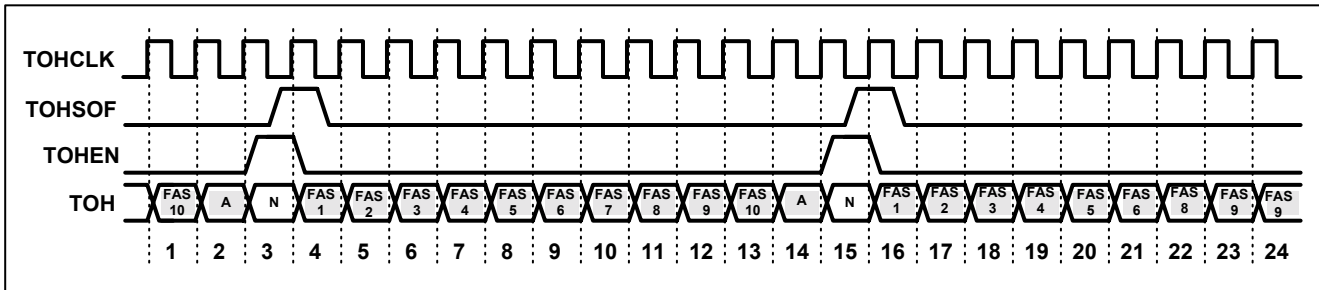 TOHCLK
TOHSOF
TOHEN
TOH FAS 10 A N FAS 1 FAS 2 FAS 3 FAS 4 FAS 5 FAS 6 FAS 7 FAS 8 FAS 9 FAS 10 A N FAS 1 FAS 2 FAS 3 FAS 4 FAS 5 FAS 6 FAS 8 FAS 9 FAS 9
1 2 3 4 5 6 7 8 9 10 11 12 13 14 15 16 17 18 19 20 21 22 23 24